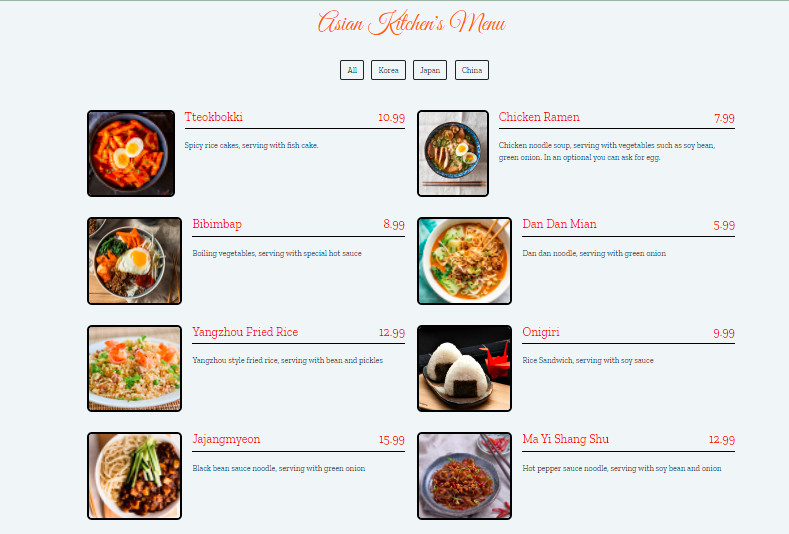 Asian Kitchen's Menu
All Korea Japan China
Tteokbokki 10.99
Spicy rice cakes, serving with fish cake.
Chicken Ramen 7.99
Chicken noodle soup, serving with vegetables such as soy bean,
green onion. In an optional you can ask for egg.
Bibimbap 8.99
Boiling vegetables, serving with special hot sauce
Dan Dan Mian 5.99
Dan dan noodle, serving with green onion
Yangzhou Fried Rice 12.99
Yangzhou style fried rice, serving with bean and pickles
Onigiri 9.99
Rice Sandwich, serving with soy sauce
Jajangmyeon 15.99
Black bean sauce noodle, serving with green onion
Ma Yi Shang Shu 12.99
Hot pepper sauce noodle, serving with soy bean and onion